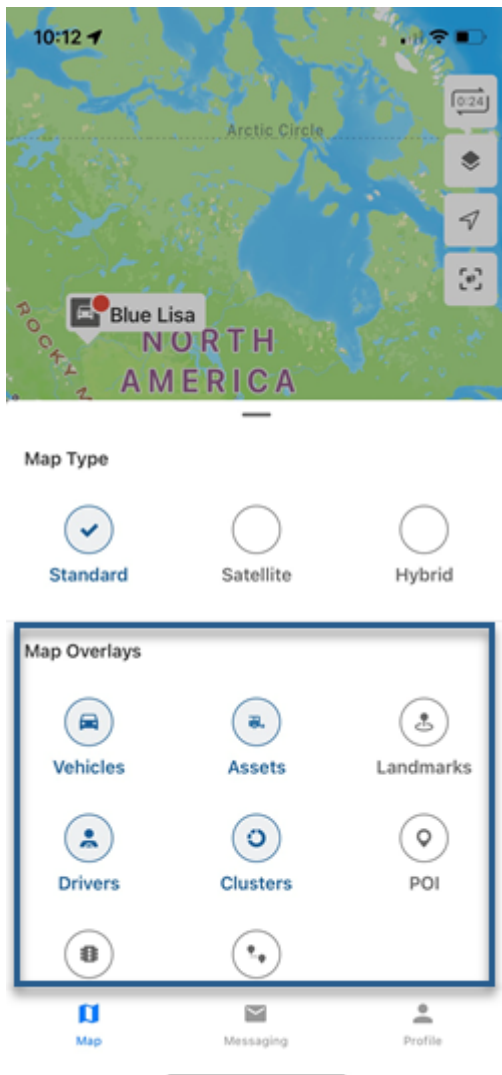 10:12
0:24
Arctic Circle
Blue Lisa
ROCKY M
NORTH
AMERICA
Map Type
Standard Satellite Hybrid
Map Overlays
Vehicles Assets Landmarks
Drivers Clusters POI
Map Messaging Profile